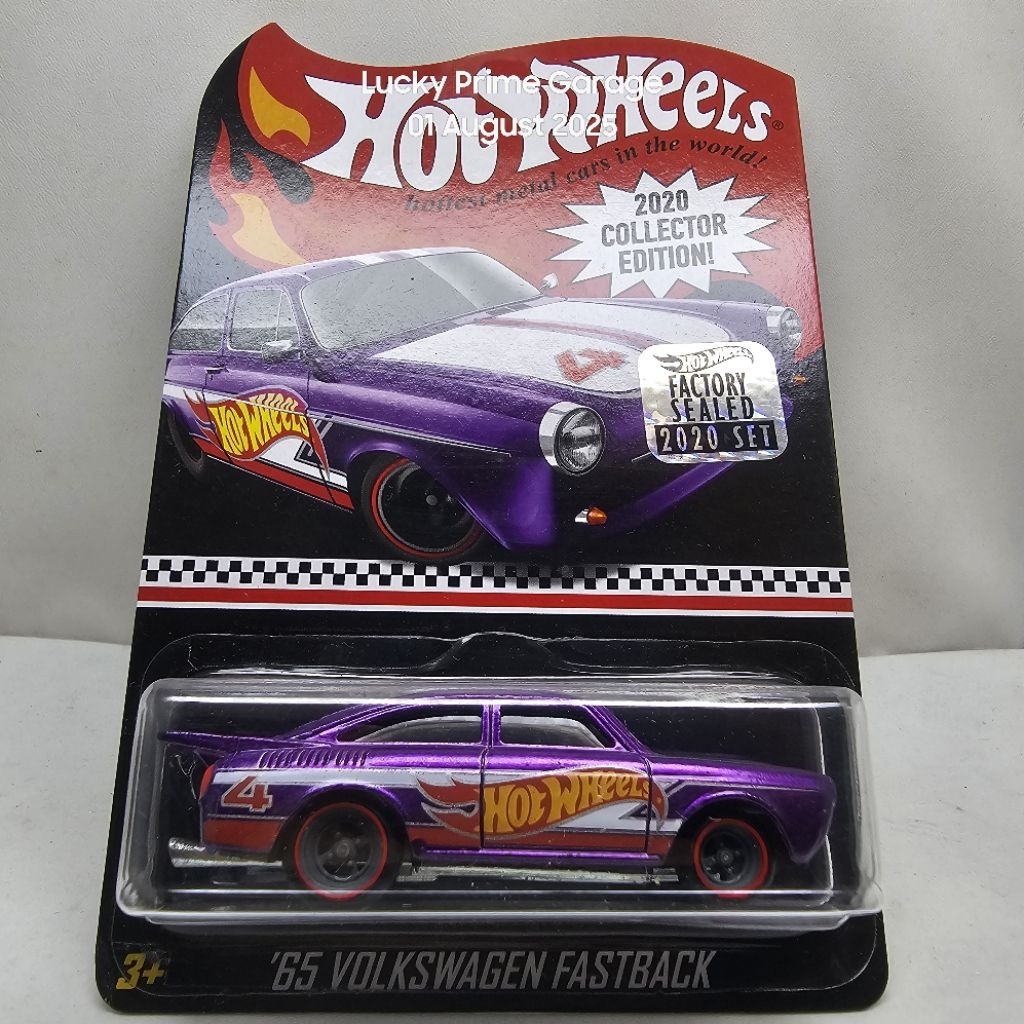 Lucky Prime Garage
01 August 2025
HOT WHEELS®
hottest metal cars in the world!
2020
COLLECTOR
EDITION!
4
HOT WHEELS
FACTORY
SEALED
2020 SET
HOT WHEELS
4
HOT WHEELS
3+
'65 VOLKSWAGEN FASTBACK